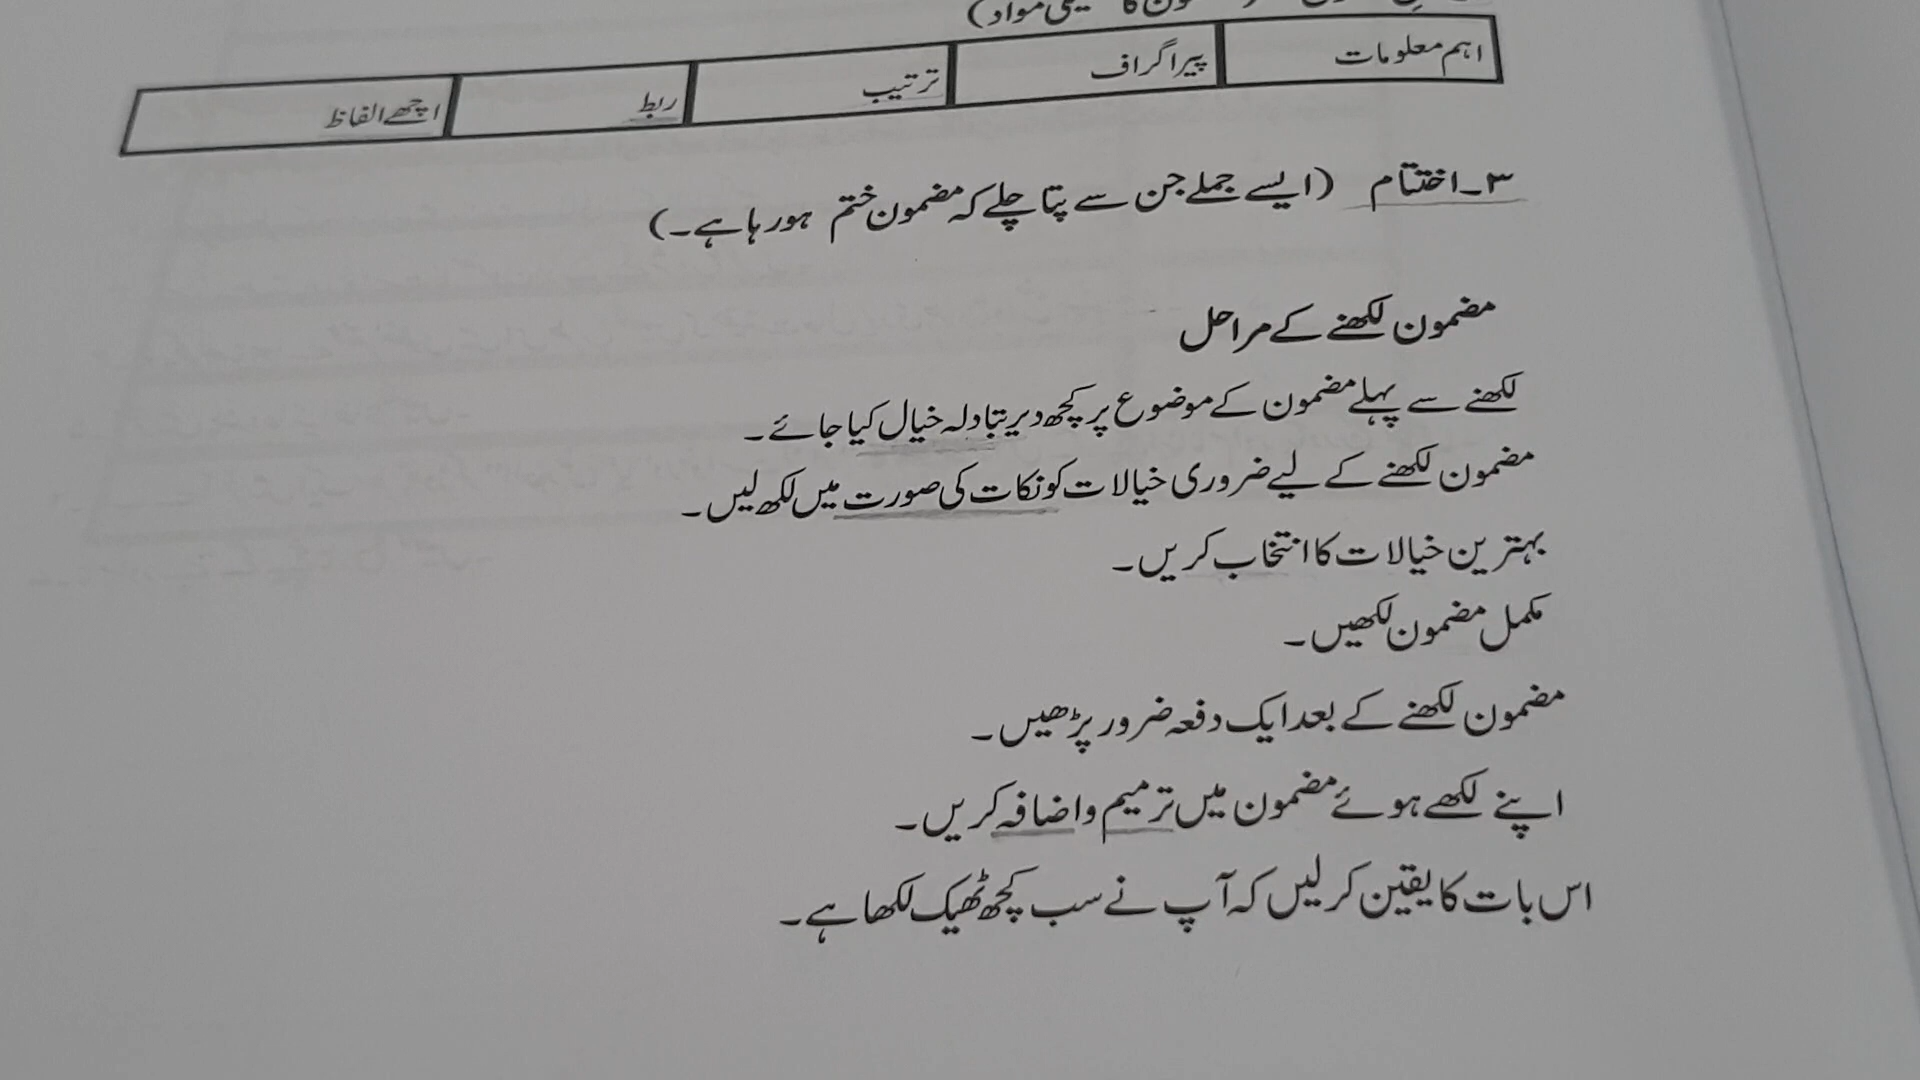 مواد)
اہم معلومات پیراگراف ترتیب ربط اچھے الفاظ
۳۔اختتام (ایسے جملے جن سے پتا چلے کہ مضمون ختم ہورہا ہے۔)
مضمون لکھنے کے مراحل
لکھنے سے پہلے مضمون کے موضوع پر کچھ دیر تبادلہ خیال کیا جائے۔
مضمون لکھنے کے لیے ضروری خیالات کو نکات کی صورت میں لکھ لیں۔
بہترین خیالات کا انتخاب کریں۔
مکمل مضمون لکھیں۔
مضمون لکھنے کے بعد ایک دفعہ ضرور پڑھیں۔
اپنے لکھے ہوئے مضمون میں ترمیم و اضافہ کریں۔
اس بات کا یقین کرلیں کہ آپ نے سب کچھ ٹھیک لکھا ہے۔